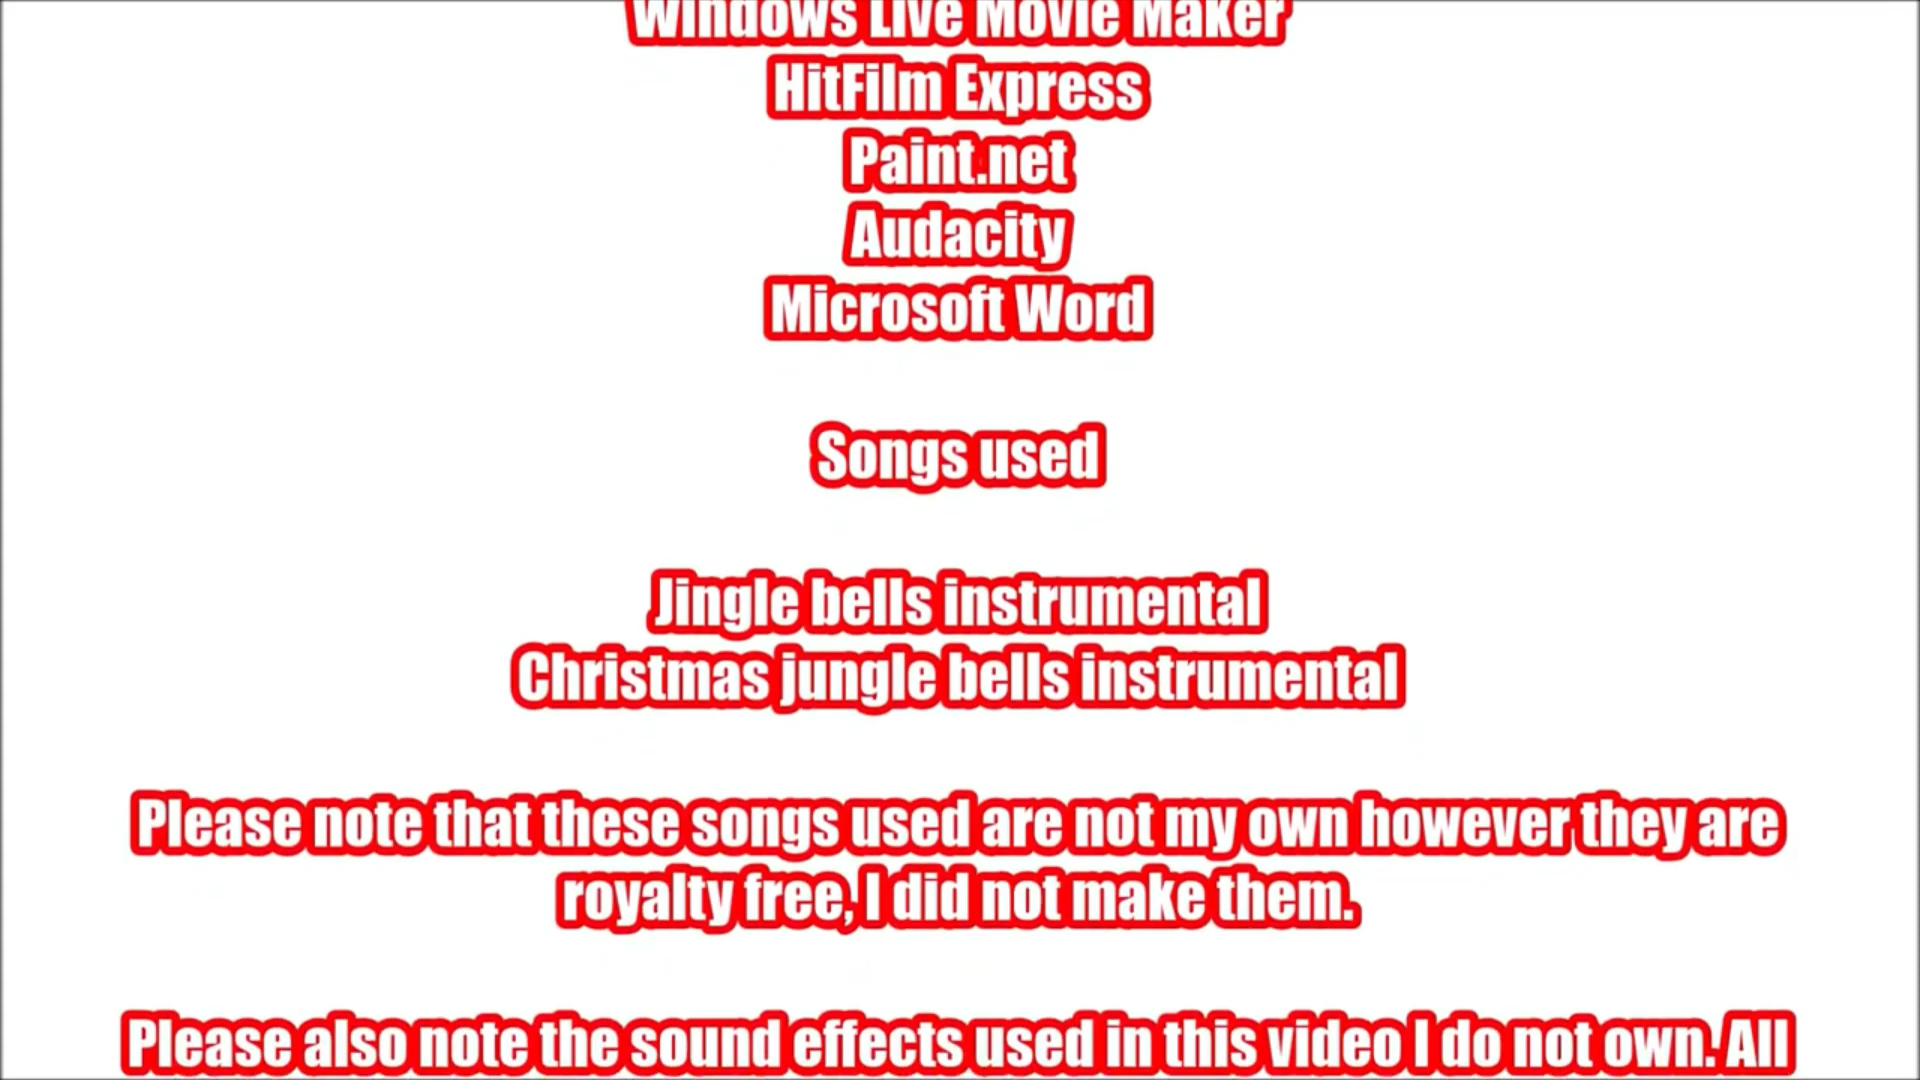 Windows Live Movie Maker
HitFilm Express
Paint.net
Audacity
Microsoft Word
Songs used
Jingle bells instrumental
Christmas jungle bells instrumental
Please note that these songs used are not my own however they are
royalty free, I did not make them.
Please also note the sound effects used in this video I do not own. All